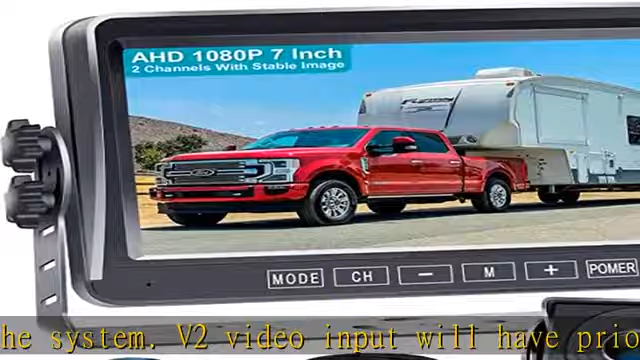 AHD 1080P 7 Inch
2 Channels With Stable Image
MODE CH − M + POMER
he system. V2 video input will have prio